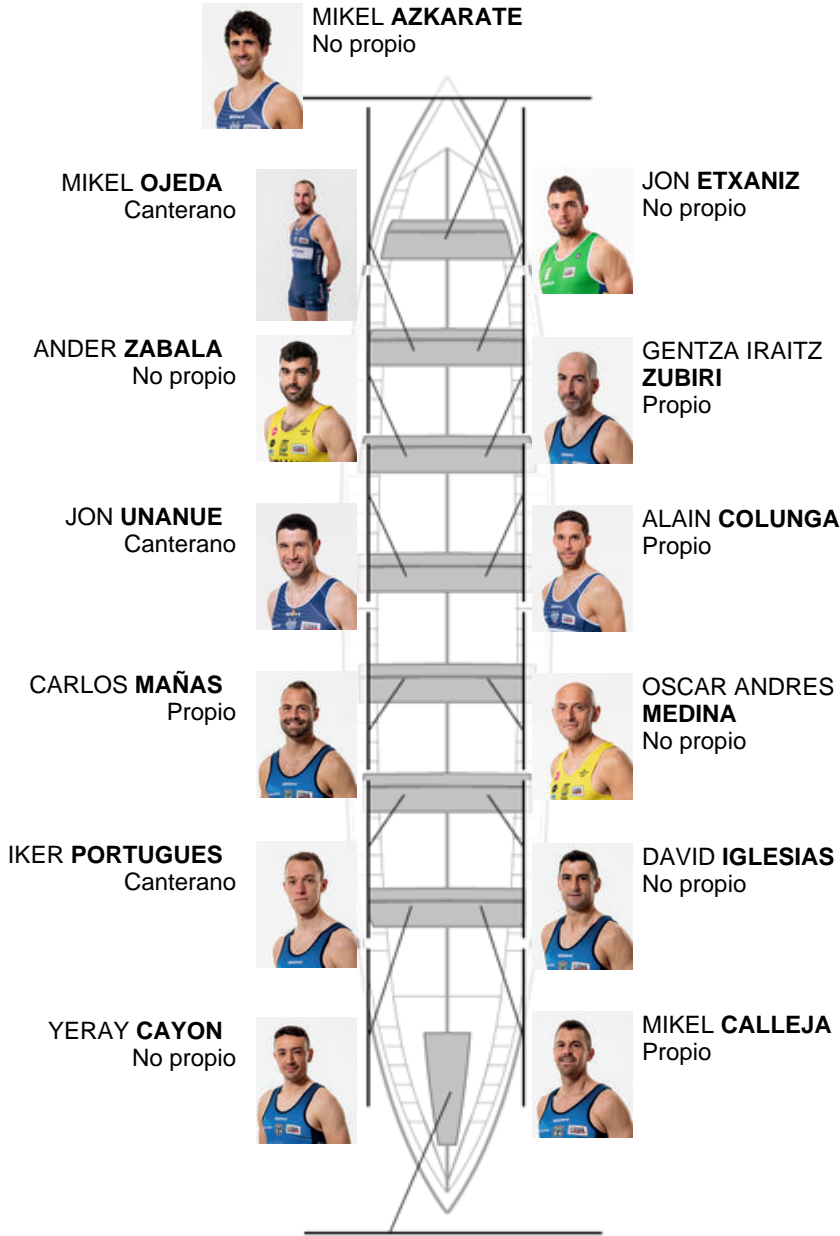 MIKEL AZKARATE
No propio
MIKEL OJEDA
Canterano
JON ETXANIZ
No propio
ANDER ZABALA
No propio
GENTZA IRAITZ
ZUBIRI
Propio
JON UNANUE
Canterano
ALAIN COLUNGA
Propio
CARLOS MAÑAS
Propio
OSCAR ANDRES
MEDINA
No propio
IKER PORTUGUES
Canterano
DAVID IGLESIAS
No propio
YERAY CAYON
No propio
MIKEL CALLEJA
Propio